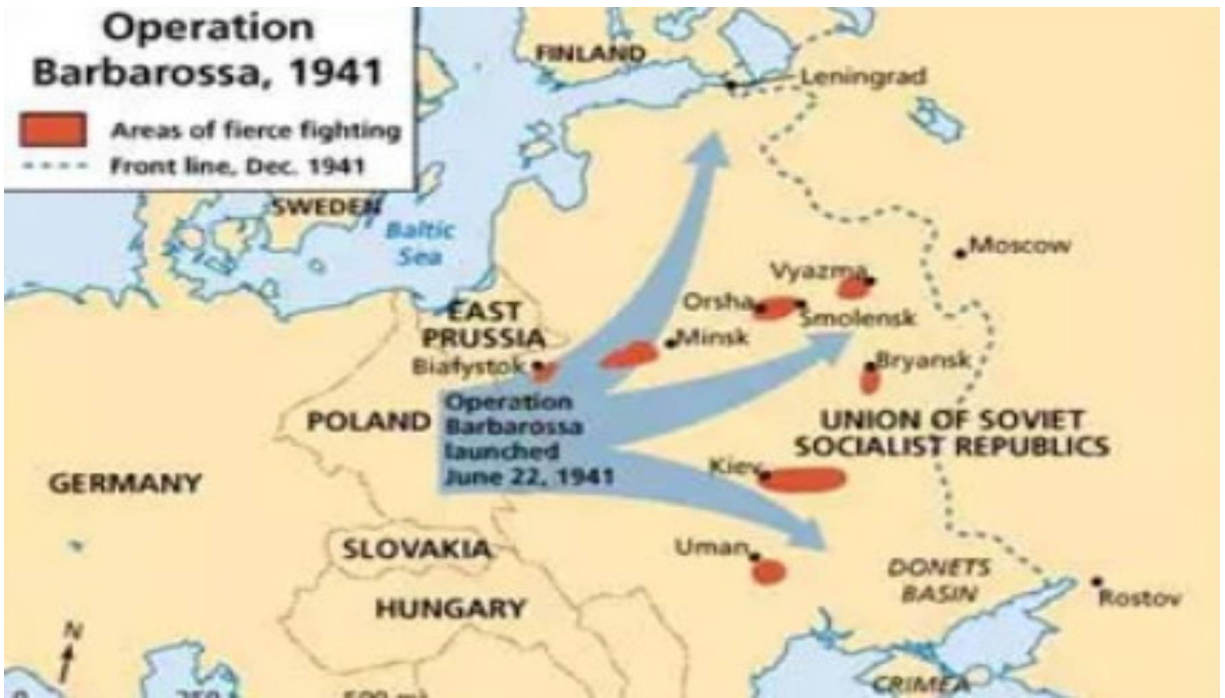 Operation
Barbarossa, 1941
Areas of fierce fighting
Front line, Dec. 1941
FINLAND
Leningrad
SWEDEN
Baltic
Sea
Moscow
Vyazma
Orsha
Smolensk
EAST
PRUSSIA
Minsk
Białystok
Bryansk
POLAND
Operation
Barbarossa
launched
June 22, 1941
UNION OF SOVIET
SOCIALIST REPUBLICS
Kiev
GERMANY
SLOVAKIA
Uman
DONETS
BASIN
HUNGARY
Rostov
N
CRIMEA
0